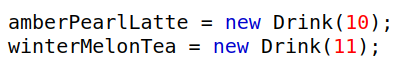 amberPearlLatte = new Drink(10);
winterMelonTea = new Drink(11);